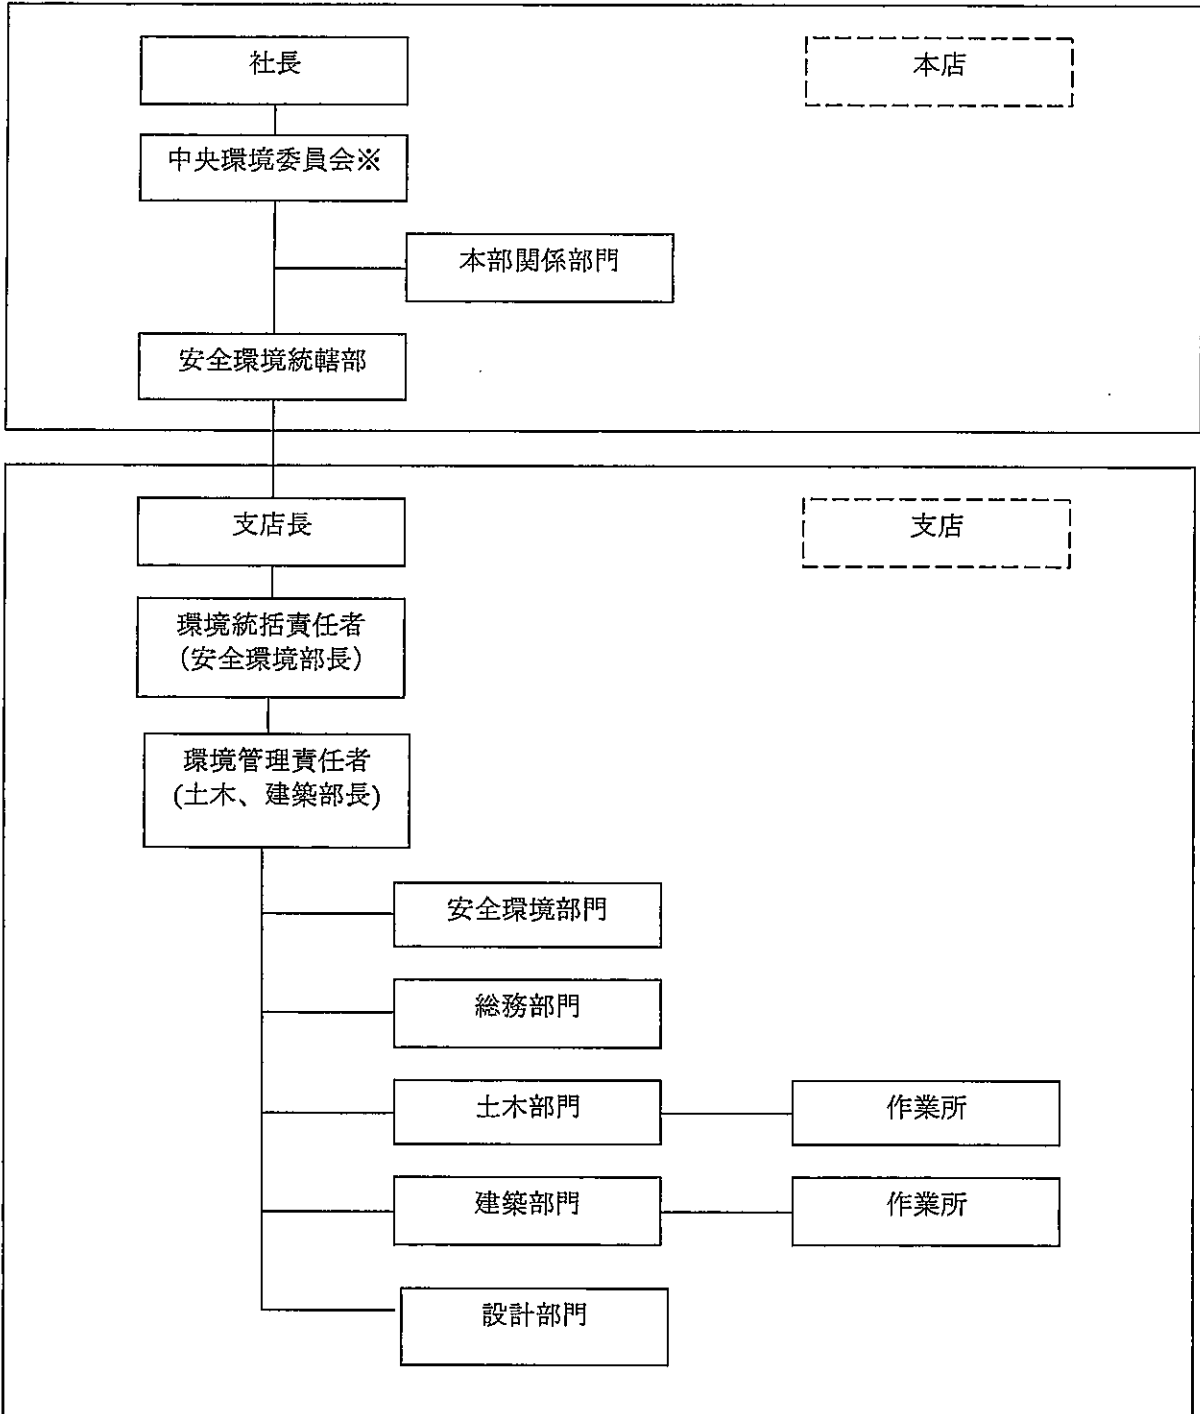 社長
本店
中央環境委員会※
本部関係部門
安全環境統轄部
支店長
支店
環境統括責任者
（安全環境部長）
環境管理責任者
(土木、建築部長)
安全環境部門
総務部門
土木部門
作業所
建築部門
作業所
設計部門